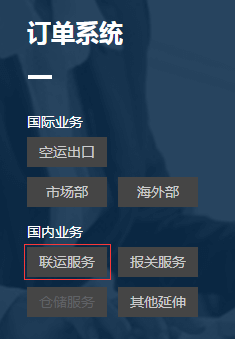 订单系统
国际业务
空运出口
市场部 海外部
国内业务
联运服务 报关服务
仓储服务 其他延伸